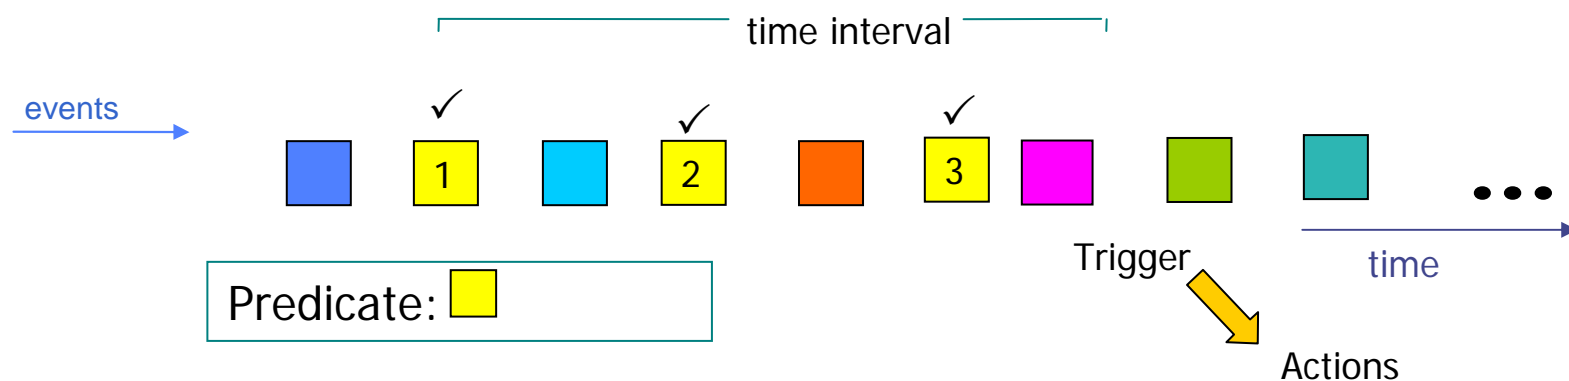 time interval
events
1
2
3
Predicate:
Trigger
time
Actions